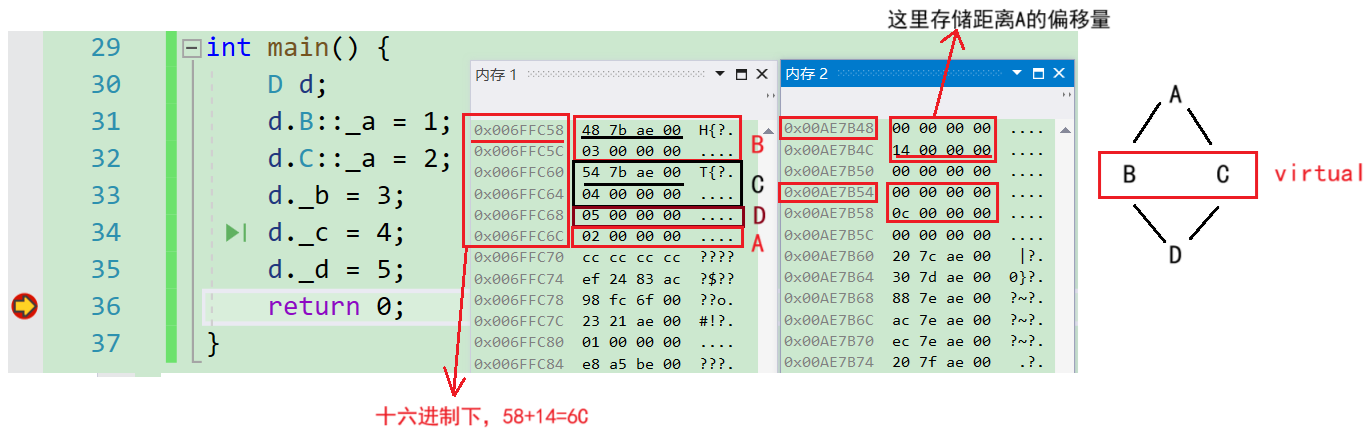 这里存储距离A的偏移量
29 int main() {
30 D d;
31 d.B::_a = 1;
32 d.C::_a = 2;
33 d._b = 3;
34 d._c = 4;
35 d._d = 5;
36 return 0;
37 }
内存 1
0x006FFC58 48 7b ae 00 H{?.
0x006FFC5C 03 00 00 00 ....
0x006FFC60 54 7b ae 00 T{?.
0x006FFC64 04 00 00 00 ....
0x006FFC68 05 00 00 00 ....
0x006FFC6C 02 00 00 00 ....
0x006FFC70 cc cc cc cc ????
0x006FFC74 ef 24 83 ac ?$??
0x006FFC78 98 fc 6f 00 ??o.
0x006FFC7C 23 21 ae 00 #!?.
0x006FFC80 01 00 00 00 ....
0x006FFC84 e8 a5 be 00 ???.
B
C
D
A
内存 2
0x00AE7B48 00 00 00 00 ....
0x00AE7B4C 14 00 00 00 ....
0x00AE7B50 00 00 00 00 ....
0x00AE7B54 00 00 00 00 ....
0x00AE7B58 0c 00 00 00 ....
0x00AE7B5C 00 00 00 00 ....
0x00AE7B60 20 7c ae 00 |?.
0x00AE7B64 30 7d ae 00 0}?.
0x00AE7B68 88 7e ae 00 ?~?.
0x00AE7B6C ac 7e ae 00 ?~?.
0x00AE7B70 ec 7e ae 00 ?~?.
0x00AE7B74 20 7f ae 00 .?.
A
B C virtual
D
十六进制下，58+14=6C